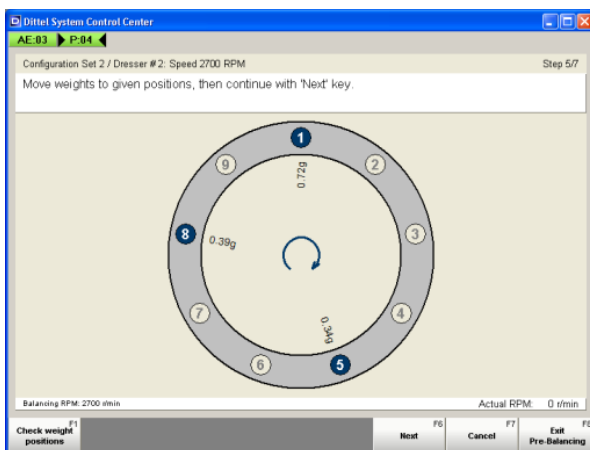 Dittel System Control Center
AE:03 P:04
Configuration Set 2 / Dresser # 2: Speed 2700 RPM Step 5/7
Move weights to given positions, then continue with 'Next' key.
1
9 2
0.72g
8 0.39g 3
7 4
0.34g
6 5
Balancing RPM: 2700 r/min Actual RPM: 0 r/min
F1 F6 F7 F8
Check weight positions Next Cancel Exit Pre-Balancing